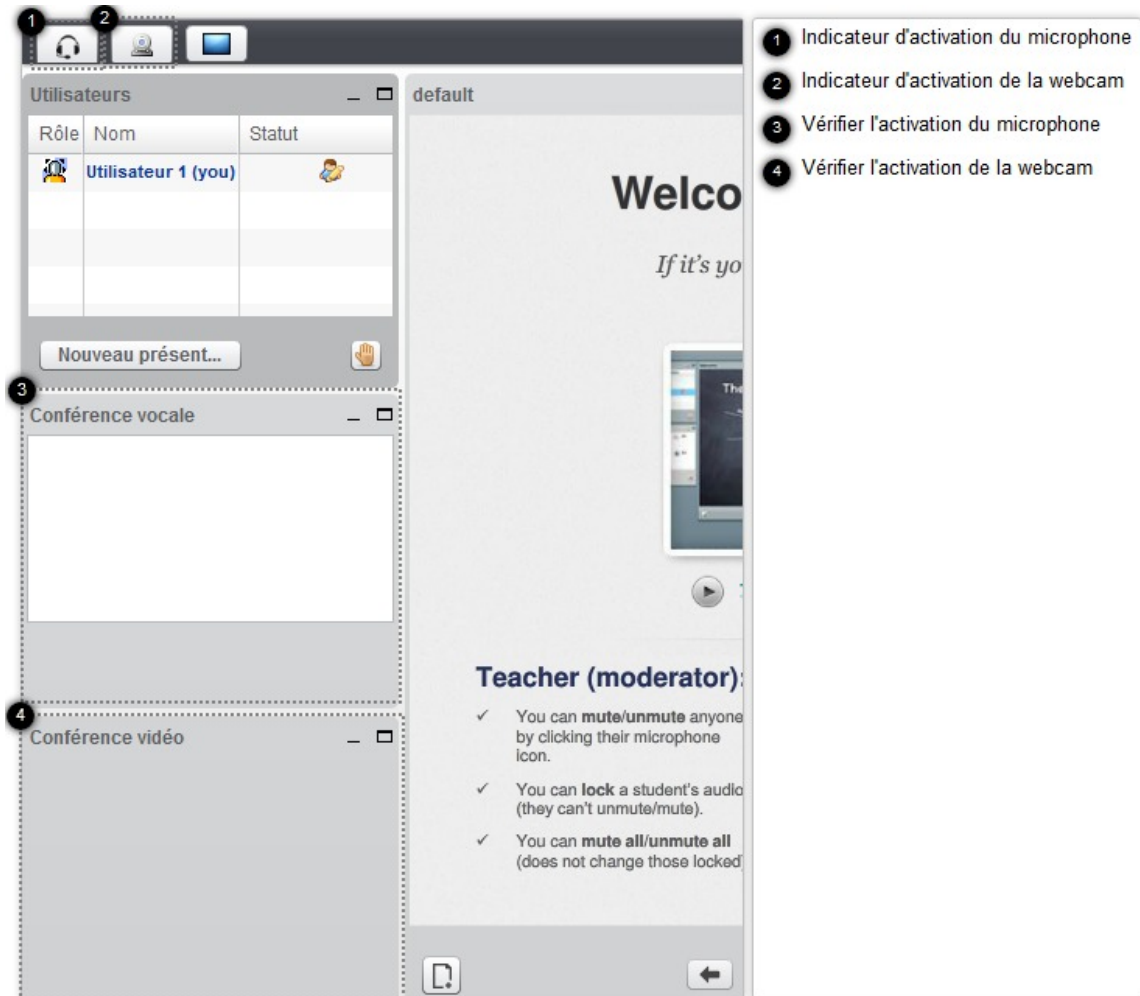 1
2
Utilisateurs
Rôle Nom Statut
Utilisateur 1 (you)
Nouveau présent...
3
Conférence vocale
4
Conférence vidéo
default
Welco
If it's yo
The
Teacher (moderator):
✓ You can mute/unmute anyone
by clicking their microphone
icon.
✓ You can lock a student's audio
(they can't unmute/mute).
✓ You can mute all/unmute all
(does not change those locked)
1 Indicateur d'activation du microphone
2 Indicateur d'activation de la webcam
3 Vérifier l'activation du microphone
4 Vérifier l'activation de la webcam